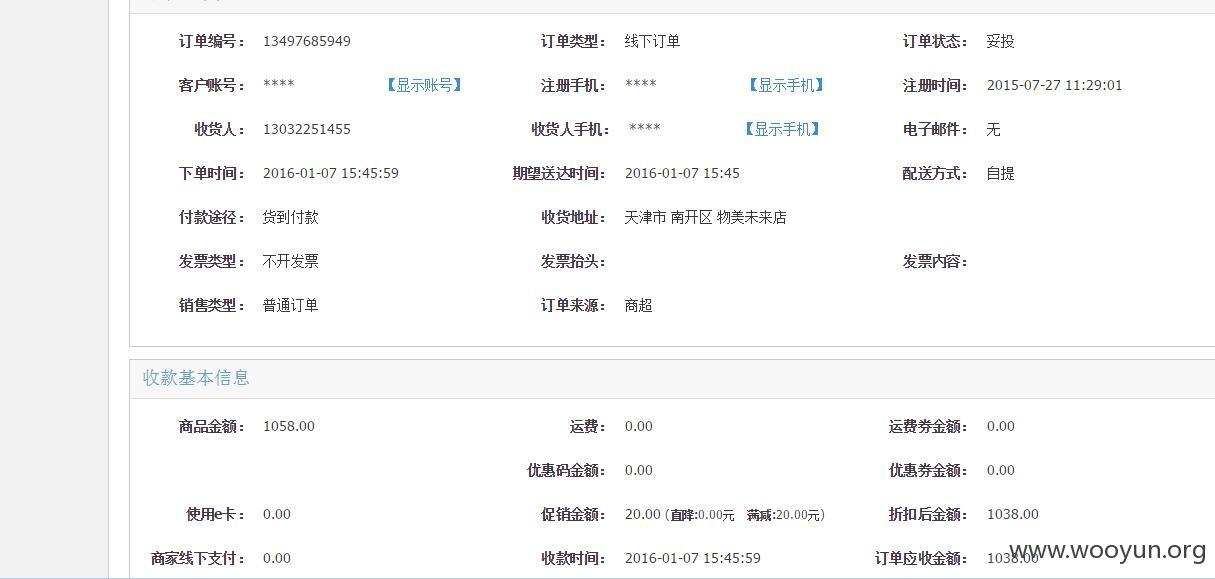 订单编号： 13497685949 订单类型： 线下订单 订单状态： 妥投
客户账号： **** 【显示账号】 注册手机： **** 【显示手机】 注册时间： 2015-07-27 11:29:01
收货人： 13032251455 收货人手机： **** 【显示手机】 电子邮件： 无
下单时间： 2016-01-07 15:45:59 期望送达时间： 2016-01-07 15:45 配送方式： 自提
付款途径： 货到付款 收货地址： 天津市 南开区 物美未来店
发票类型： 不开发票 发票抬头： 发票内容：
销售类型： 普通订单 订单来源： 商超
收款基本信息
商品金额： 1058.00 运费： 0.00 运费券金额： 0.00
优惠码金额： 0.00 优惠券金额： 0.00
使用e卡： 0.00 促销金额： 20.00 (直降:0.00元 满减:20.00元) 折扣后金额： 1038.00
商家线下支付： 0.00 收款时间： 2016-01-07 15:45:59 订单应收金额： 1038.00
www.wooyun.org